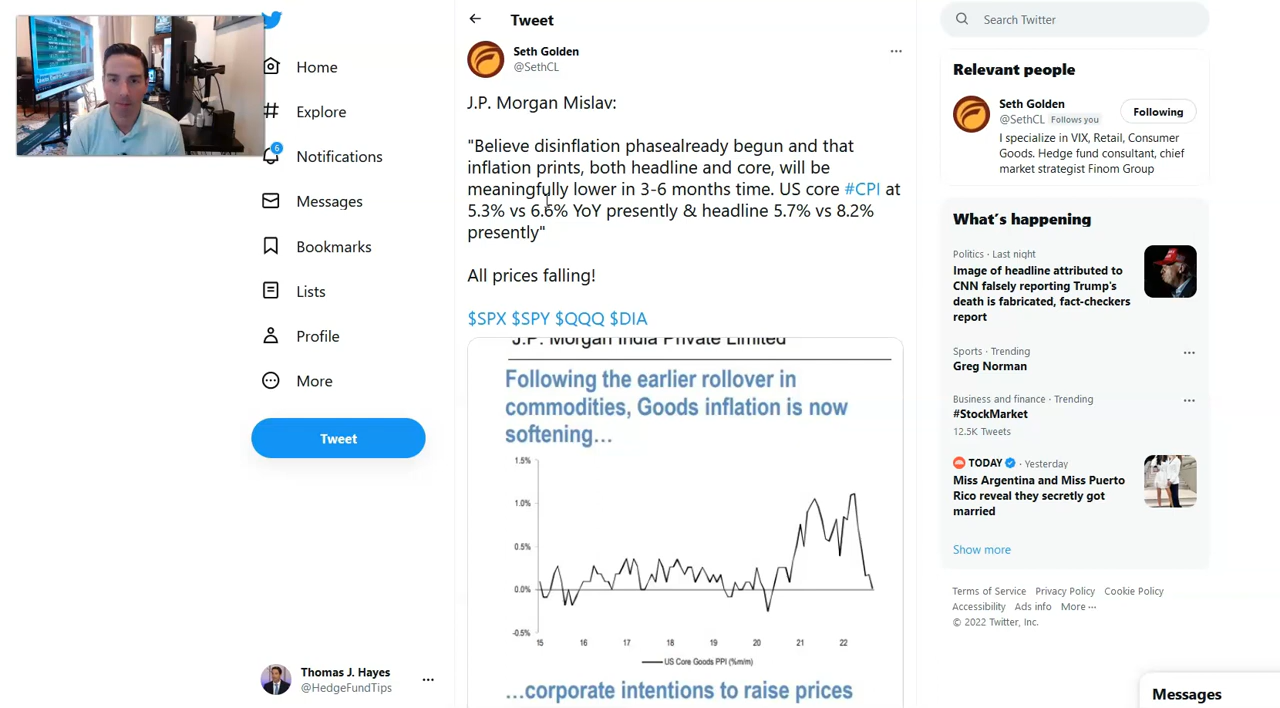 Home
Explore
6
Notifications
Messages
Bookmarks
Lists
Profile
More
Tweet
Thomas J. Hayes
@HedgeFundTips
Tweet
Seth Golden
@SethCL
J.P. Morgan Mislav:
"Believe disinflation phasealready begun and that
inflation prints, both headline and core, will be
meaningfully lower in 3-6 months time. US core #CPI at
5.3% vs 6.6% YoY presently & headline 5.7% vs 8.2%
presently"
All prices falling!
$SPX $SPY $QQQ $DIA
J.P. Morgan India Private Limited
Following the earlier rollover in
commodities, Goods inflation is now
softening...
1.5%
1.0%
0.5%
0.0%
-0.5%
15 16 17 18 19 20 21 22
US Core Goods PPI (%m/m)
...corporate intentions to raise prices
Search Twitter
Relevant people
Seth Golden
@SethCL Follows you
Following
I specialize in VIX, Retail, Consumer
Goods. Hedge fund consultant, chief
market strategist Finom Group
What's happening
Politics · Last night
Image of headline attributed to
CNN falsely reporting Trump's
death is fabricated, fact-checkers
report
Sports · Trending
Greg Norman
Business and finance · Trending
#StockMarket
12.5K Tweets
TODAY · Yesterday
Miss Argentina and Miss Puerto
Rico reveal they secretly got
married
Show more
Terms of Service Privacy Policy Cookie Policy
Accessibility Ads info More ···
© 2022 Twitter, Inc.
Messages